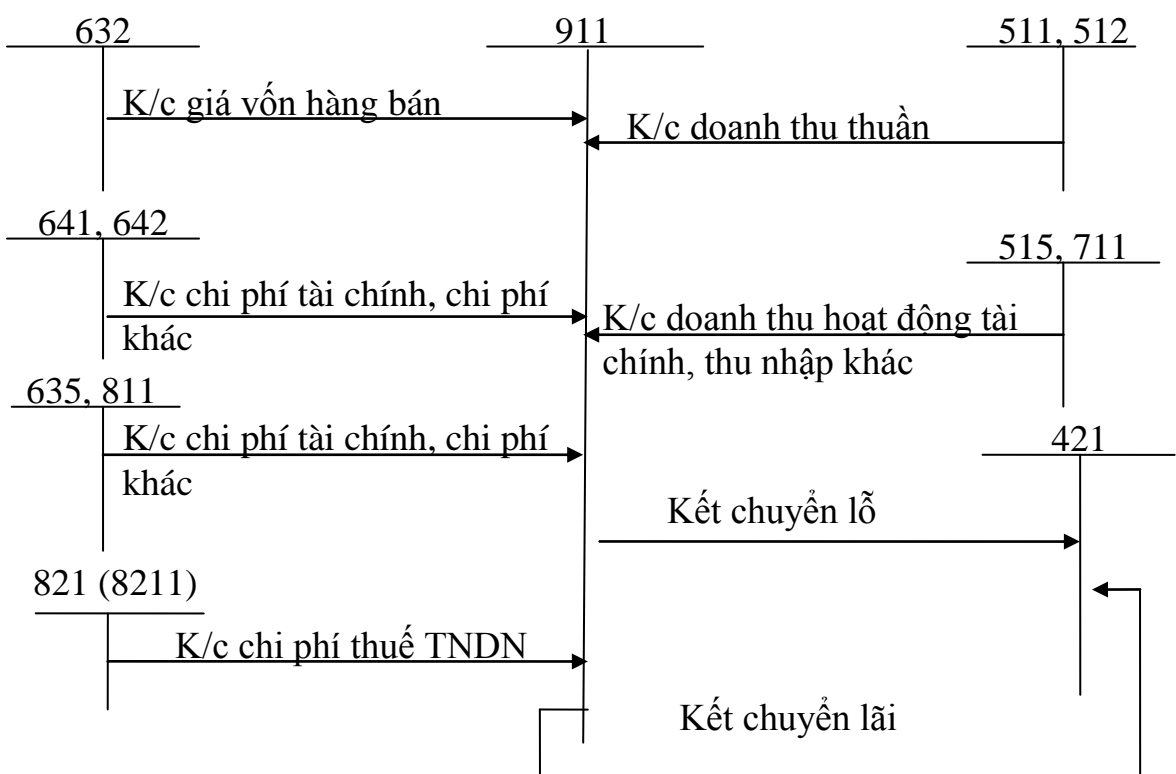 632
911
511, 512
K/c giá vốn hàng bán
K/c doanh thu thuần
641, 642
515, 711
K/c chi phí tài chính, chi phí
khác
K/c doanh thu hoạt động tài
chính, thu nhập khác
635, 811
K/c chi phí tài chính, chi phí
khác
421
Kết chuyển lỗ
821 (8211)
K/c chi phí thuế TNDN
Kết chuyển lãi